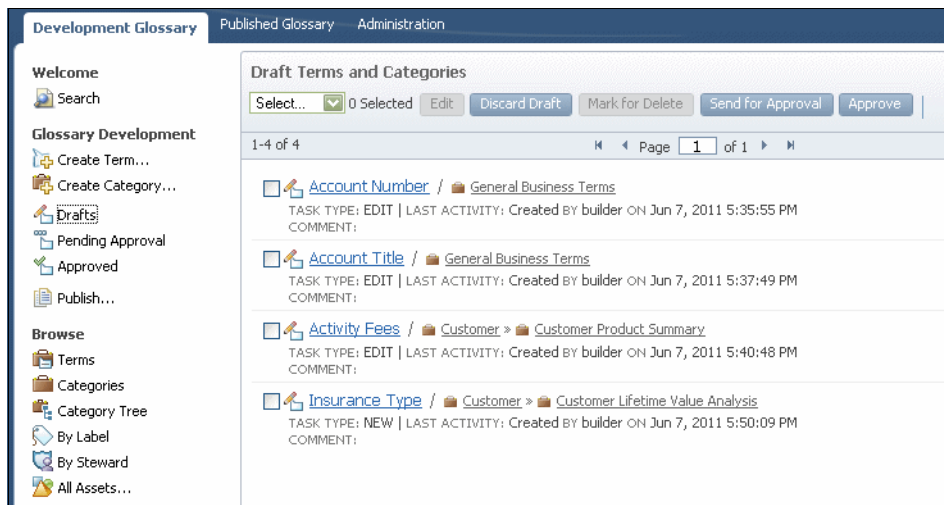 Development Glossary Published Glossary Administration
Welcome
Search
Glossary Development
Create Term...
Create Category...
Drafts
Pending Approval
Approved
Publish...
Browse
Terms
Categories
Category Tree
By Label
By Steward
All Assets...
Draft Terms and Categories
Select... 0 Selected Edit Discard Draft Mark for Delete Send for Approval Approve
1-4 of 4 Page 1 of 1
Account Number / General Business Terms
TASK TYPE: EDIT | LAST ACTIVITY: Created BY builder ON Jun 7, 2011 5:35:55 PM
COMMENT:
Account Title / General Business Terms
TASK TYPE: EDIT | LAST ACTIVITY: Created BY builder ON Jun 7, 2011 5:37:49 PM
COMMENT:
Activity Fees / Customer » Customer Product Summary
TASK TYPE: EDIT | LAST ACTIVITY: Created BY builder ON Jun 7, 2011 5:40:48 PM
COMMENT:
Insurance Type / Customer » Customer Lifetime Value Analysis
TASK TYPE: NEW | LAST ACTIVITY: Created BY builder ON Jun 7, 2011 5:50:09 PM
COMMENT: